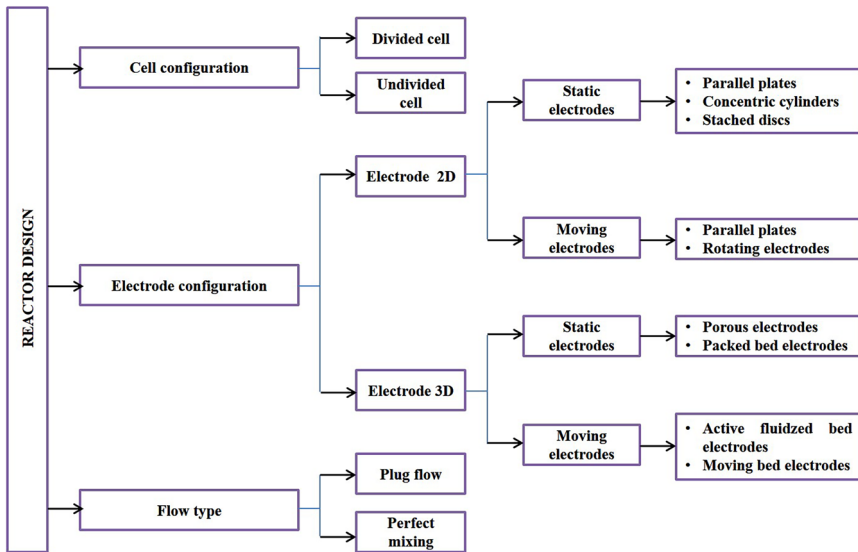 REACTOR DESIGN
Cell configuration
Divided cell
Undivided
cell
Electrode configuration
Electrode 2D
Static
electrodes
• Parallel plates
• Concentric cylinders
• Stached discs
Moving
electrodes
• Parallel plates
• Rotating electrodes
Electrode 3D
Static
electrodes
• Porous electrodes
• Packed bed electrodes
Moving
electrodes
• Active fluidzed bed
electrodes
• Moving bed electrodes
Flow type
Plug flow
Perfect
mixing